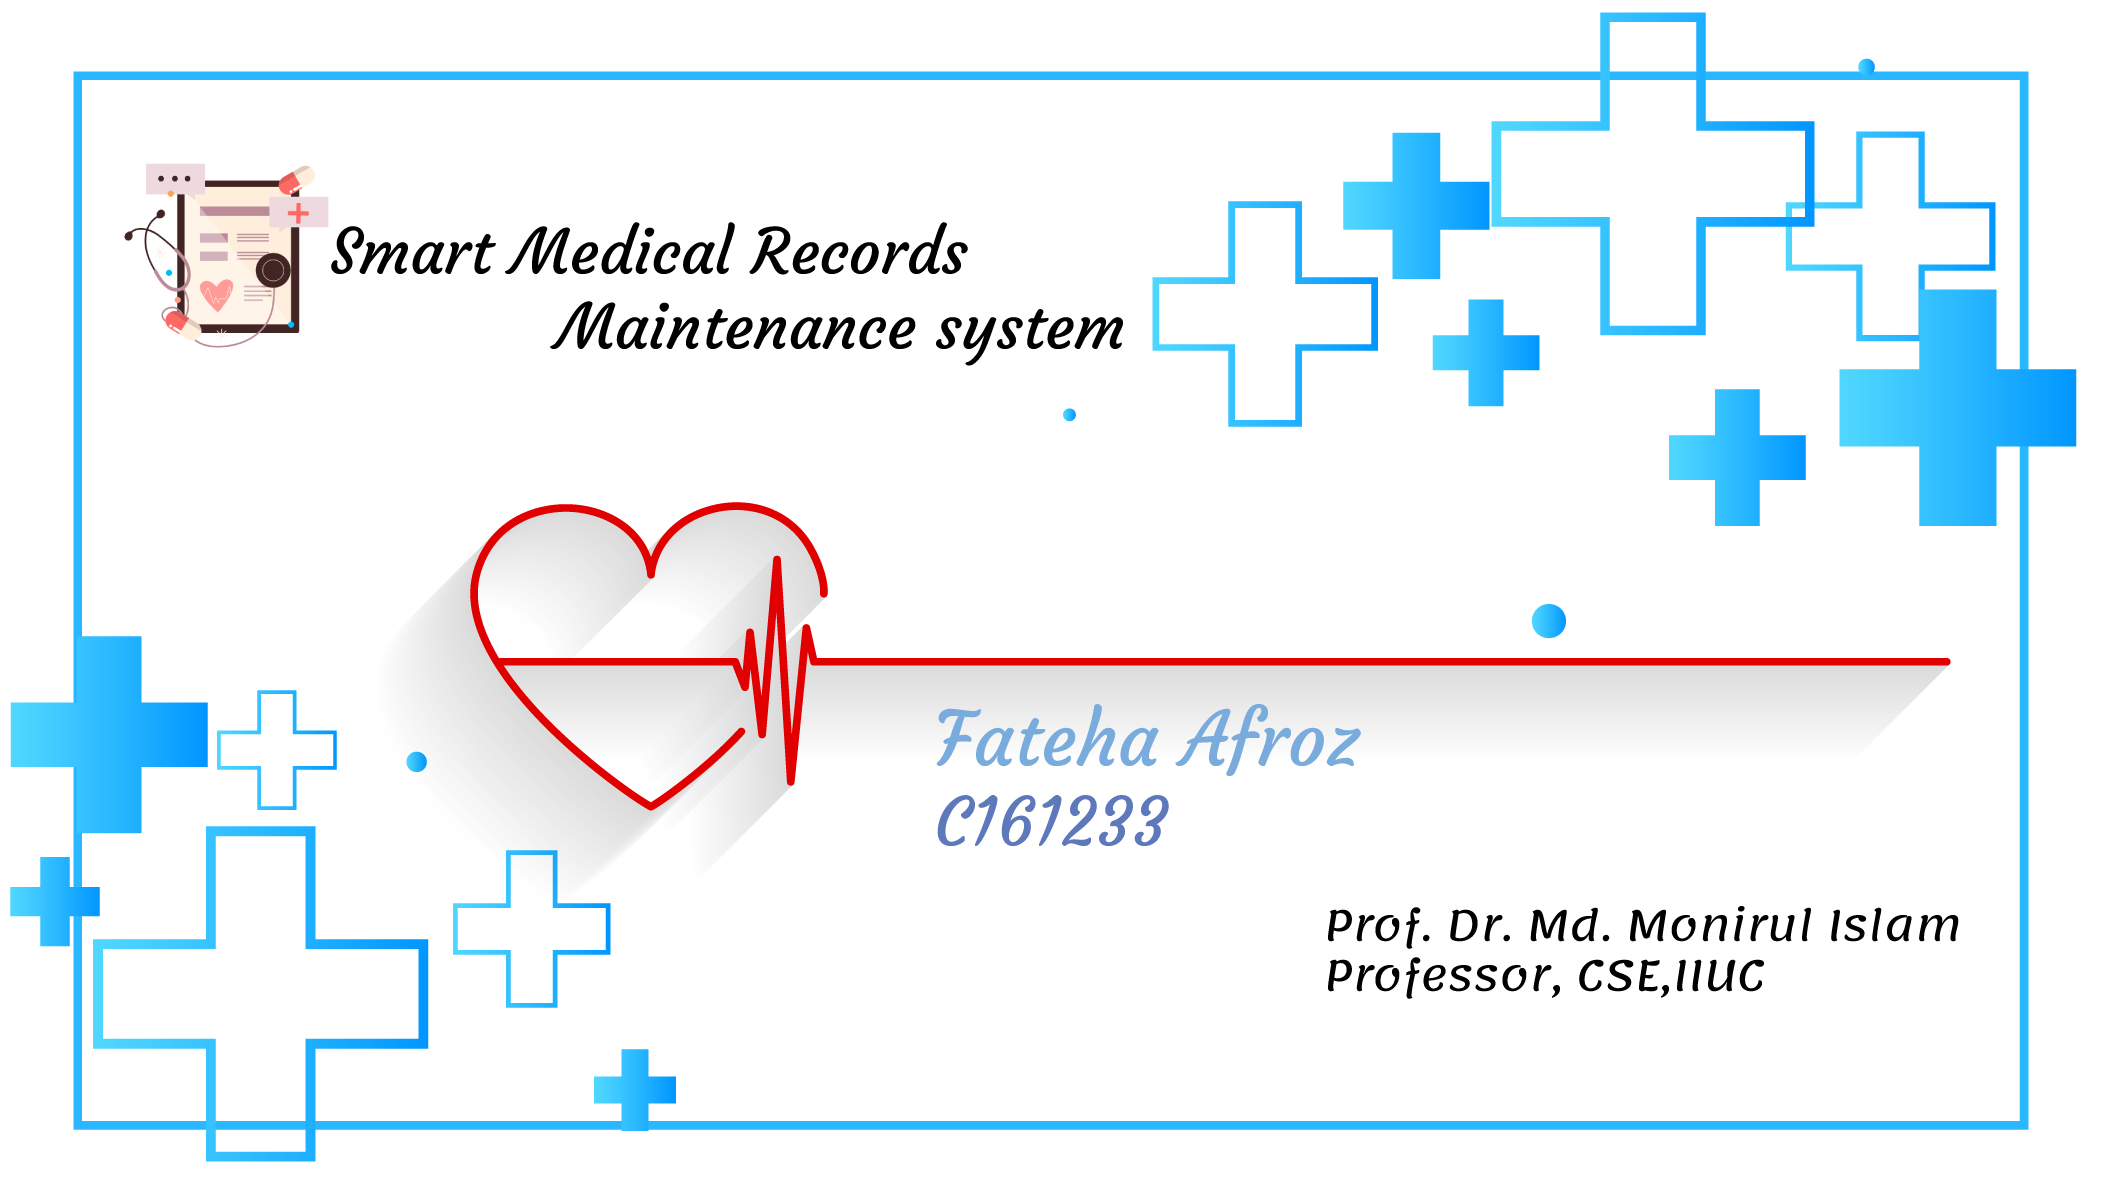 Smart Medical Records
Maintenance system
Fateha Afroz
C161233
Prof. Dr. Md. Monirul Islam
Professor, CSE,IIUC